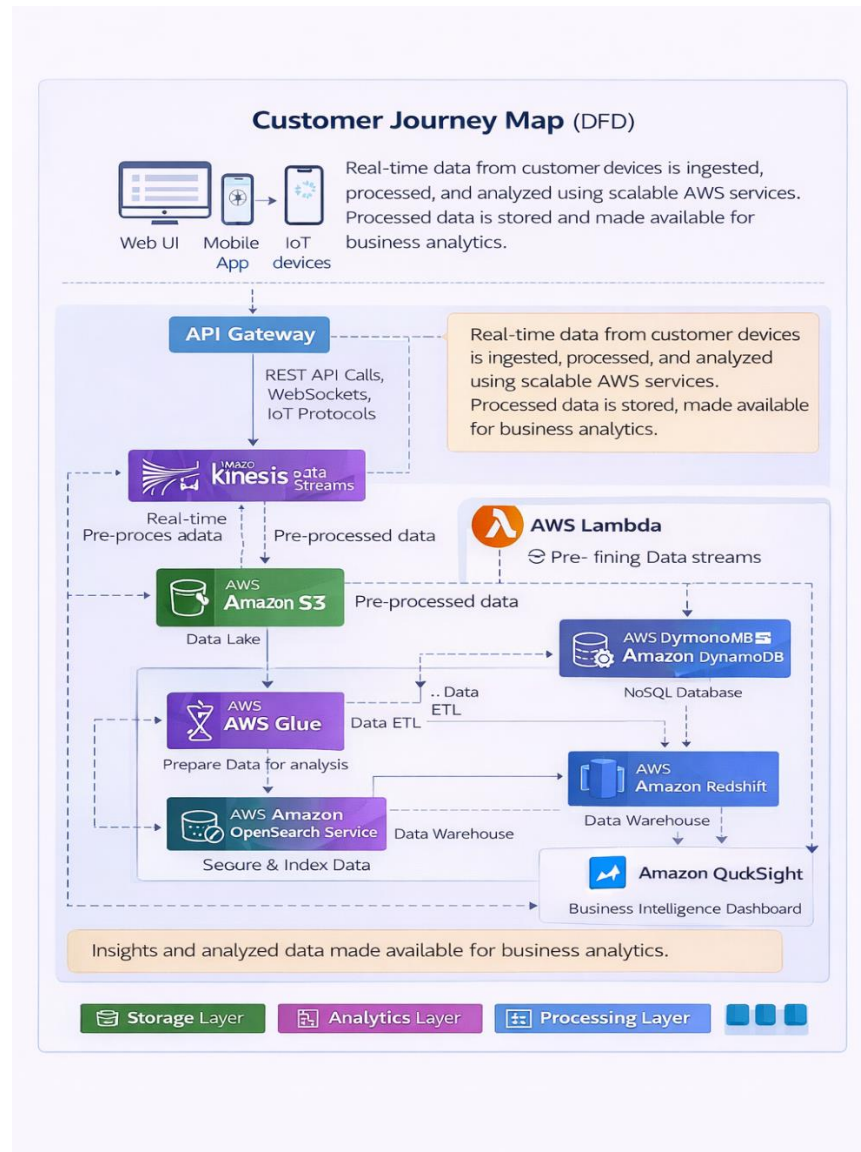 Customer Journey Map (DFD)
Real-time data from customer devices is ingested,
processed, and analyzed using scalable AWS services.
Processed data is stored and made available for
business analytics.
Web UI
Mobile
App
IoT
devices
API Gateway
REST API Calls,
WebSockets,
IoT Protocols
Real-time data from customer devices
is ingested, processed, and analyzed
using scalable AWS services.
Processed data is stored, made available
for business analytics.
kinesis
Streams
Real-time
Pre-proces adata
Pre-processed data
AWS Lambda
Pre- fining Data streams
AWS
Amazon S3
Pre-processed data
Data Lake
AWS DymonoMB
Amazon DynamoDB
NoSQL Database
AWS
AWS Glue
Data ETL
.. Data
ETL
Prepare Data for analysis
AWS
Amazon Redshift
Data Warehouse
AWS Amazon
OpenSearch Service
Data Warehouse
Secure & Index Data
Amazon QuckSight
Business Intelligence Dashboard
Insights and analyzed data made available for business analytics.
Storage Layer
Analytics Layer
Processing Layer